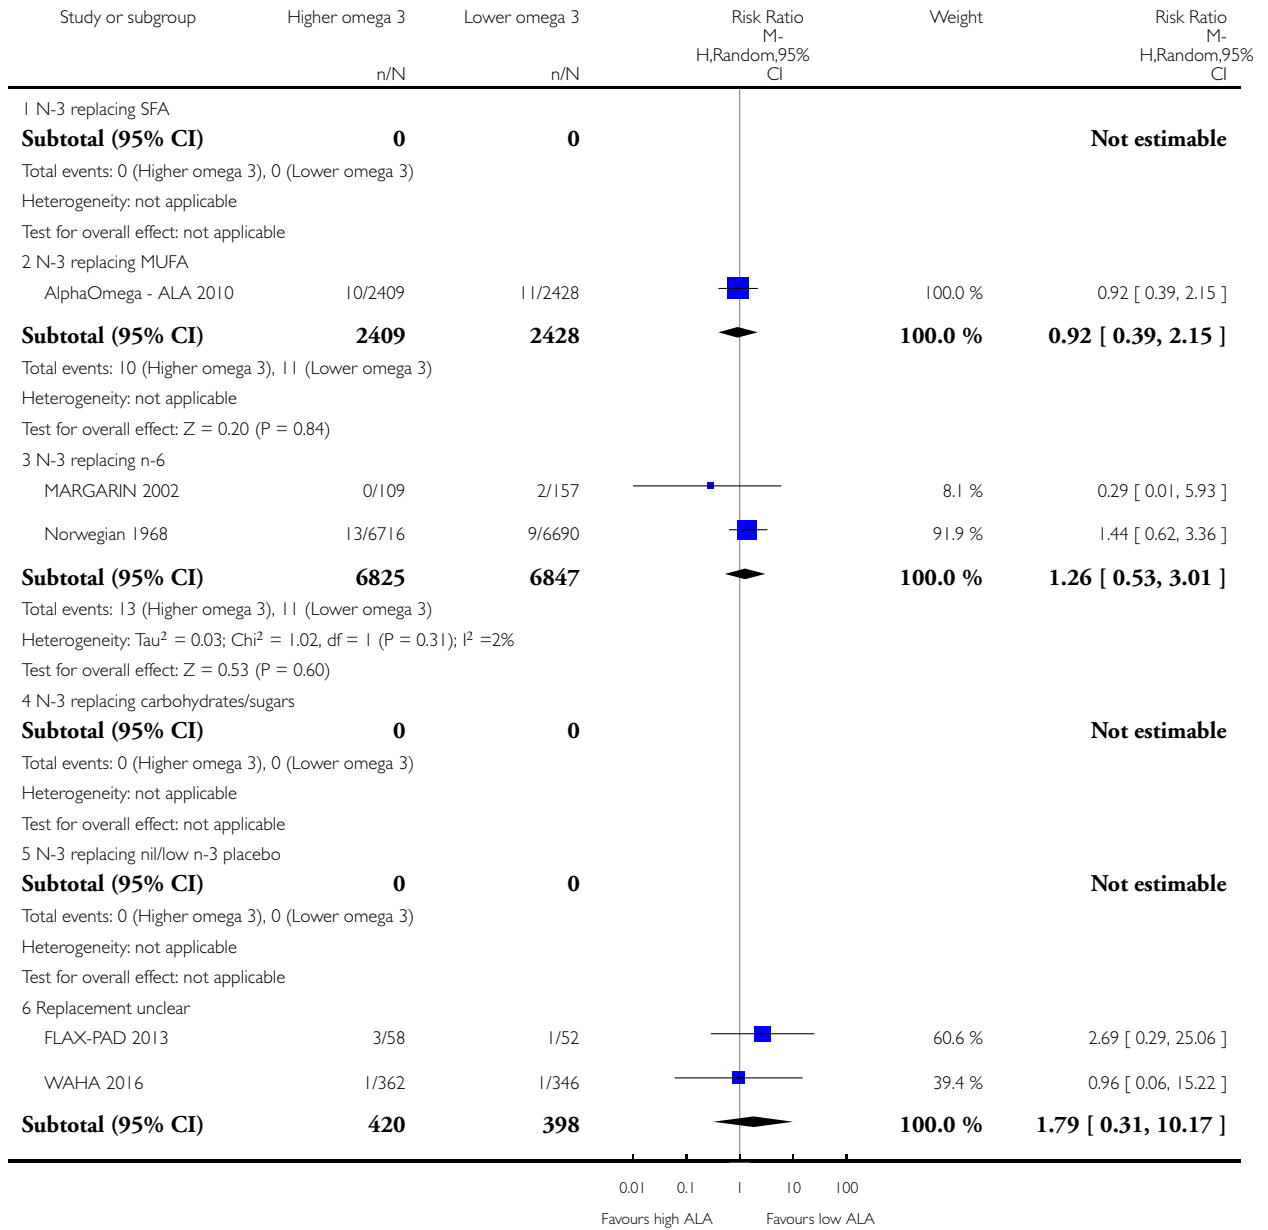 Study or subgroup Higher omega 3 Lower omega 3 Risk Ratio Weight Risk Ratio
M- M-
H,Random,95% H,Random,95%
n/N n/N CI CI
1 N-3 replacing SFA
Subtotal (95% CI) 0 0 Not estimable
Total events: 0 (Higher omega 3), 0 (Lower omega 3)
Heterogeneity: not applicable
Test for overall effect: not applicable
2 N-3 replacing MUFA
AlphaOmega - ALA 2010 10/2409 11/2428 100.0 % 0.92 [ 0.39, 2.15 ]
Subtotal (95% CI) 2409 2428 100.0 % 0.92 [ 0.39, 2.15 ]
Total events: 10 (Higher omega 3), 11 (Lower omega 3)
Heterogeneity: not applicable
Test for overall effect: Z = 0.20 (P = 0.84)
3 N-3 replacing n-6
MARGARIN 2002 0/109 2/157 8.1 % 0.29 [ 0.01, 5.93 ]
Norwegian 1968 13/6716 9/6690 91.9 % 1.44 [ 0.62, 3.36 ]
Subtotal (95% CI) 6825 6847 100.0 % 1.26 [ 0.53, 3.01 ]
Total events: 13 (Higher omega 3), 11 (Lower omega 3)
Heterogeneity: Tau² = 0.03; Chi² = 1.02, df = 1 (P = 0.31); I² =2%
Test for overall effect: Z = 0.53 (P = 0.60)
4 N-3 replacing carbohydrates/sugars
Subtotal (95% CI) 0 0 Not estimable
Total events: 0 (Higher omega 3), 0 (Lower omega 3)
Heterogeneity: not applicable
Test for overall effect: not applicable
5 N-3 replacing nil/low n-3 placebo
Subtotal (95% CI) 0 0 Not estimable
Total events: 0 (Higher omega 3), 0 (Lower omega 3)
Heterogeneity: not applicable
Test for overall effect: not applicable
6 Replacement unclear
FLAX-PAD 2013 3/58 1/52 60.6 % 2.69 [ 0.29, 25.06 ]
WAHA 2016 1/362 1/346 39.4 % 0.96 [ 0.06, 15.22 ]
Subtotal (95% CI) 420 398 100.0 % 1.79 [ 0.31, 10.17 ]
0.01 0.1 1 10 100
Favours high ALA Favours low ALA